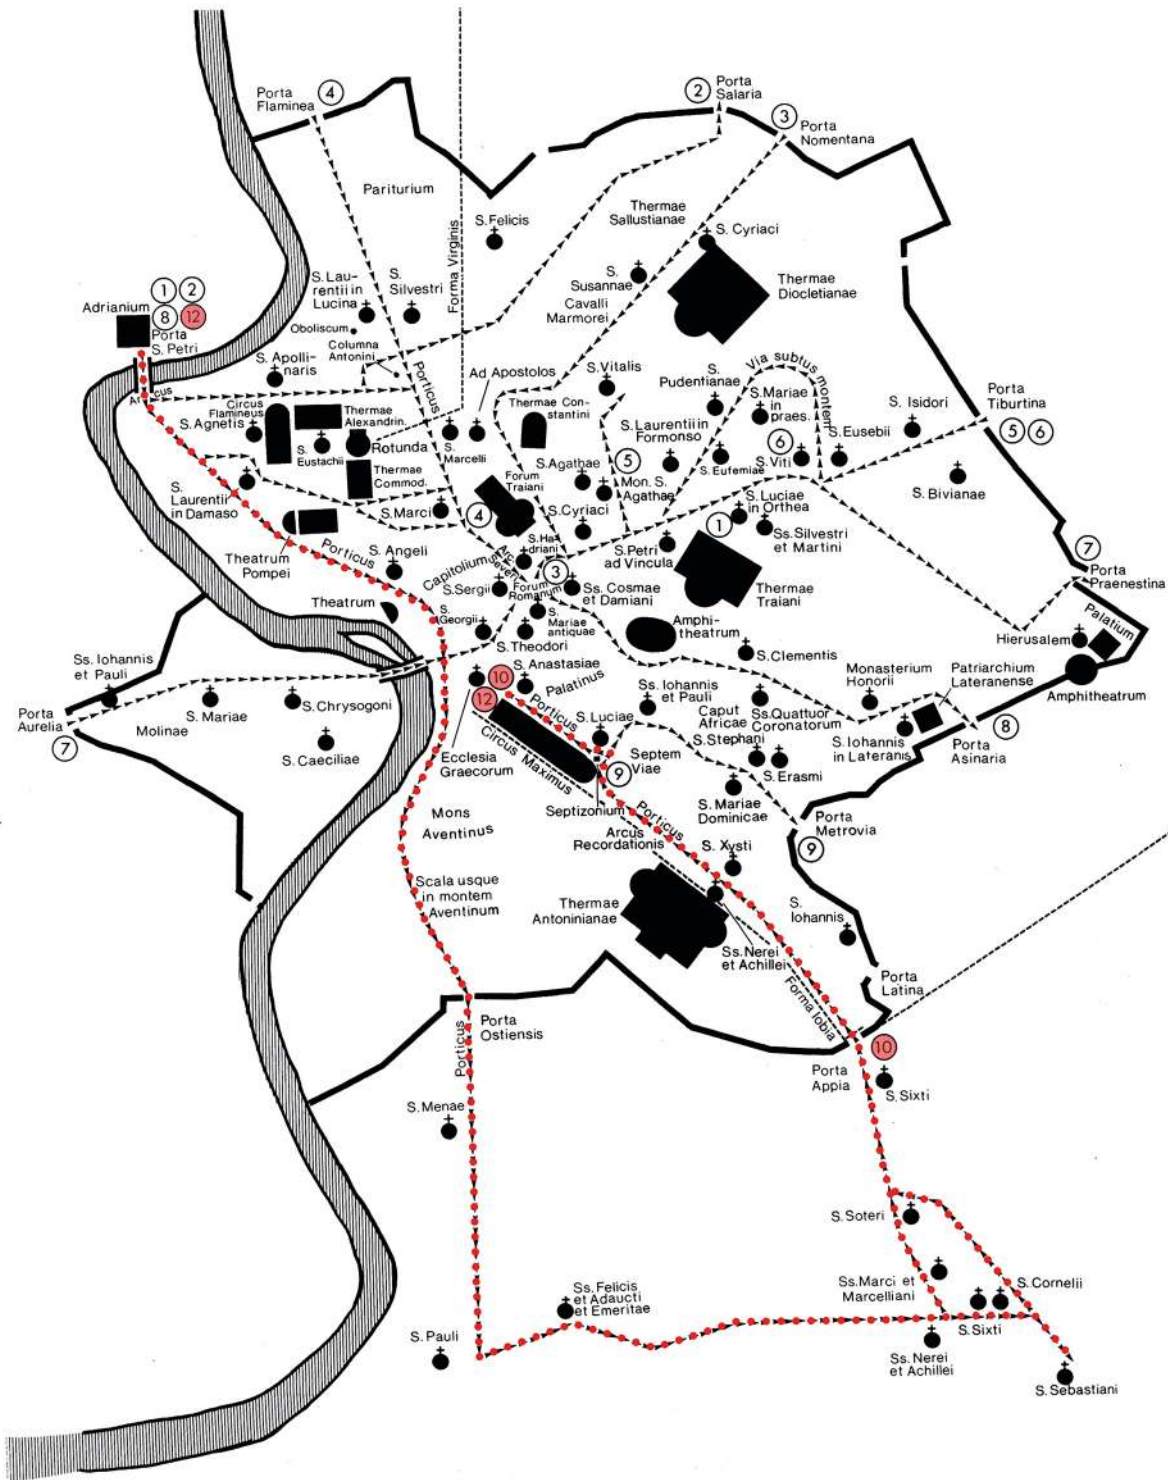 Porta
Flaminea
4
2
Porta
Salaria
3
Porta
Nomentana
Pariturium
Forma Virginis
S. Felicis
Thermae
Sallustianae
S. Cyriaci
Thermae
Diocletianae
S. Lau-
rentii in
Lucina
S.
Silvestri
S.
Susannae
Cavalli
Marmorei
1
2
Adrianium
8
12
Porta
S. Petri
Oboliscum
Columna
Antonini
S. Apolli-
naris
Porticus
Ad Apostolos
S. Vitalis
S.
Pudentianae
Via subtus montem
S. Mariae
in
praes.
S. Isidori
Porta
Tiburtina
5
6
Circus
Flamineus
Thermae
Alexandrin.
Thermae Con-
stantini
S. Agnetis
S.
Eustachii
Rotunda
S.
Marcelli
S. Laurentii in
Formonso
6
S. Eusebii
S. Agathae
5
S. Eufemiae
S. Viti
S.
Laurentii
in Damaso
Thermae
Commod.
Forum
Traiani
Mon. S.
Agathae
S. Bivianae
S. Marci
4
S. Cyriaci
1
S. Luciae
in Orthea
Ss. Silvestri
et Martini
Theatrum
Pompei
Porticus
S. Angeli
Capitolium
Arc.
Severi
S. Ha-
driani
S. Petri
ad Vincula
7
Porta
Praenestina
S. Sergii
Forum
Romanum
3
Ss. Cosmae
et Damiani
Thermae
Traiani
Theatrum
S.
Georgii
S.
Mariae
antiquae
Amphi-
theatrum
Palatium
Hierusalem
S. Theodori
S. Clementis
Ss. Iohannis
et Pauli
S. Anastasiae
10
Palatinus
12
Monasterium
Honorii
Patriarchium
Lateranense
Amphitheatrum
Porta
Aurelia
7
Molinae
S. Mariae
S. Chrysogoni
Ss. Iohannis
et Pauli
Caput
Africae
Ss. Quattuor
Coronatorum
8
S. Caeciliae
Ecclesia
Graecorum
Circus Maximus
Porticus
S. Luciae
S. Stephani
S. Iohannis
in Lateranis
Porta
Asinaria
Septem
Viae
9
S. Erasmi
Mons
Aventinus
Septizonium
Arcus
Recordationis
Porticus
S. Mariae
Dominicae
Porta
Metrovia
9
S. Xysti
Scala usque
in montem
Aventinum
Thermae
Antoninianae
S.
Iohannis
Ss. Nerei
et Achillei
Forma Iobia
Porta
Latina
Porticus
Porta
Ostiensis
10
Porta
Appia
S. Sixti
S. Menae
S. Soteri
Ss. Felicis
et Adaucti
et Emeritae
Ss. Marci et
Marcelliani
S. Cornelii
S. Pauli
S. Sixti
Ss. Nerei
et Achillei
S. Sebastiani